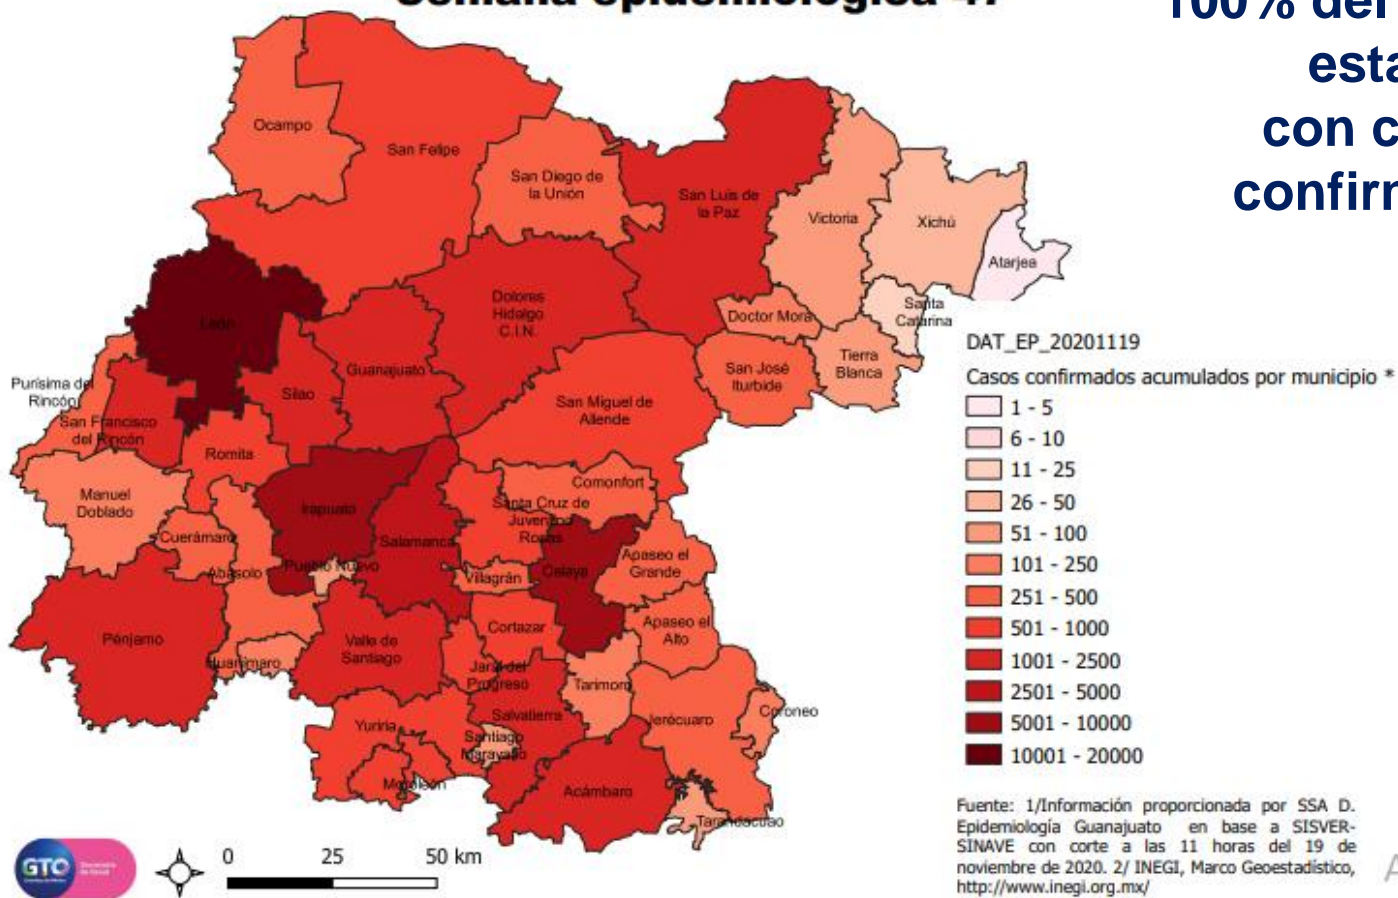 Semana epidemiológica 47
100% del
esta
con c
confirm
Ocampo
San Felipe
San Diego de
la Unión
San Luis de
la Paz
Victoria
Xichú
Atarjea
Santa
Catarina
Doctor Mora
Tierra
Blanca
San José
Iturbide
Dolores
Hidalgo
C.I.N.
León
Guanajuato
Silao
San Miguel de
Allende
Purísima del
Rincón
San Francisco
del Rincón
Romita
Manuel
Doblado
Cuerámaro
Abasolo
Irapuato
Salamanca
Pueblo Nuevo
Comonfort
Santa Cruz de
Juventino
Rosas
Villagrán
Celaya
Apaseo el
Grande
Apaseo el
Alto
Cortazar
Pénjamo
Huanímaro
Valle de
Santiago
Jaral del
Progreso
Salvatierra
Tarimoro
Jerécuaro
Coroneo
Yuriria
Santiago
Maravatío
Moroleón
Acámbaro
Tarandacuao
DAT_EP_20201119
Casos confirmados acumulados por municipio *
1 - 5
6 - 10
11 - 25
26 - 50
51 - 100
101 - 250
251 - 500
501 - 1000
1001 - 2500
2501 - 5000
5001 - 10000
10001 - 20000
Fuente: 1/Información proporcionada por SSA D.
Epidemiología Guanajuato en base a SISVER-
SINAVE con corte a las 11 horas del 19 de
noviembre de 2020. 2/ INEGI, Marco Geoestadístico,
http://www.inegi.org.mx/
A
GTO
0 25 50 km